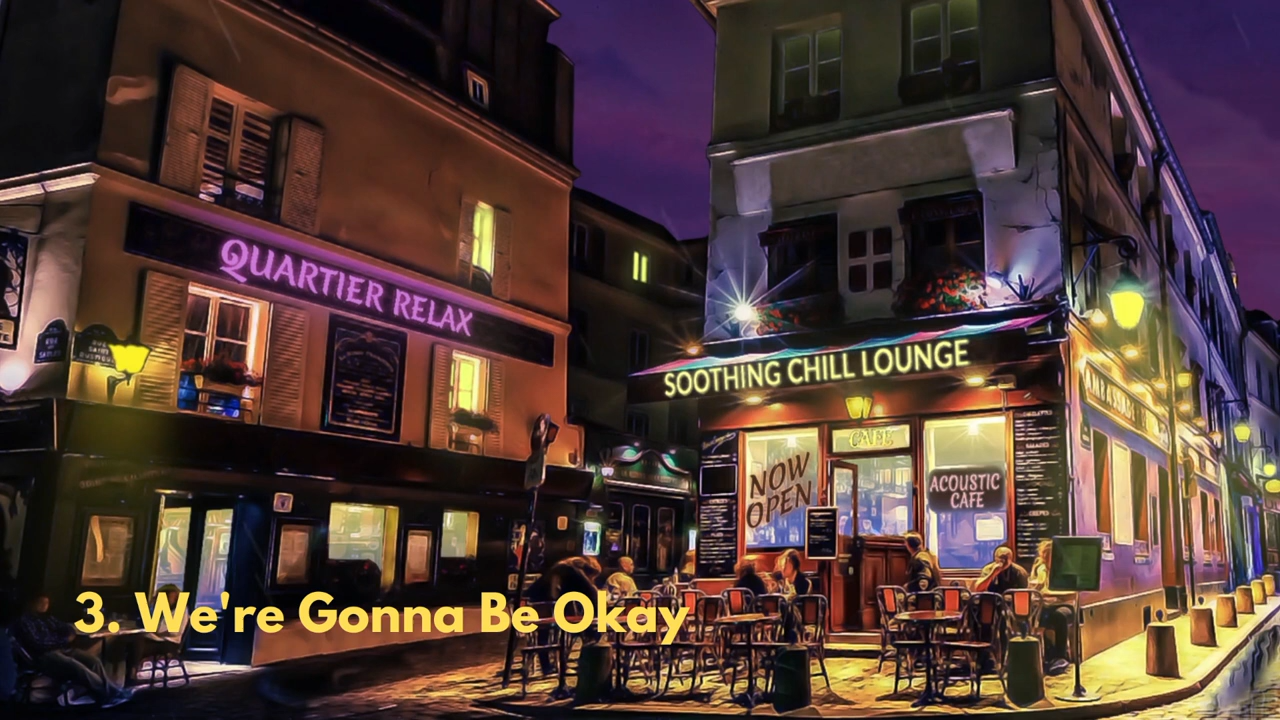 QUARTIER RELAX
SOOTHING CHILL LOUNGE
CAFE
NOW
OPEN
ACOUSTIC
CAFE
3. We're Gonna Be Okay